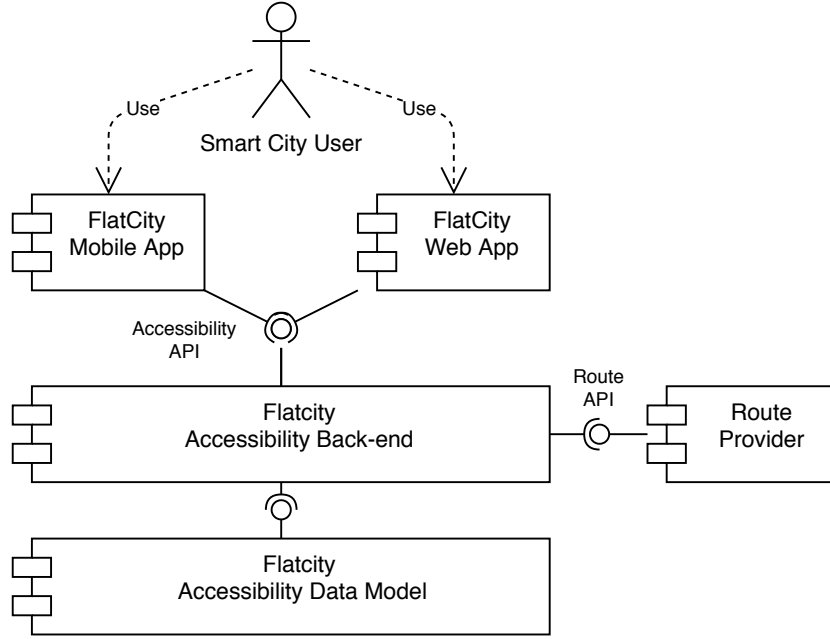 Use
Use
Smart City User
FlatCity
Mobile App
FlatCity
Web App
Accessibility
API
Flatcity
Accessibility Back-end
Route
API
Route
Provider
Flatcity
Accessibility Data Model